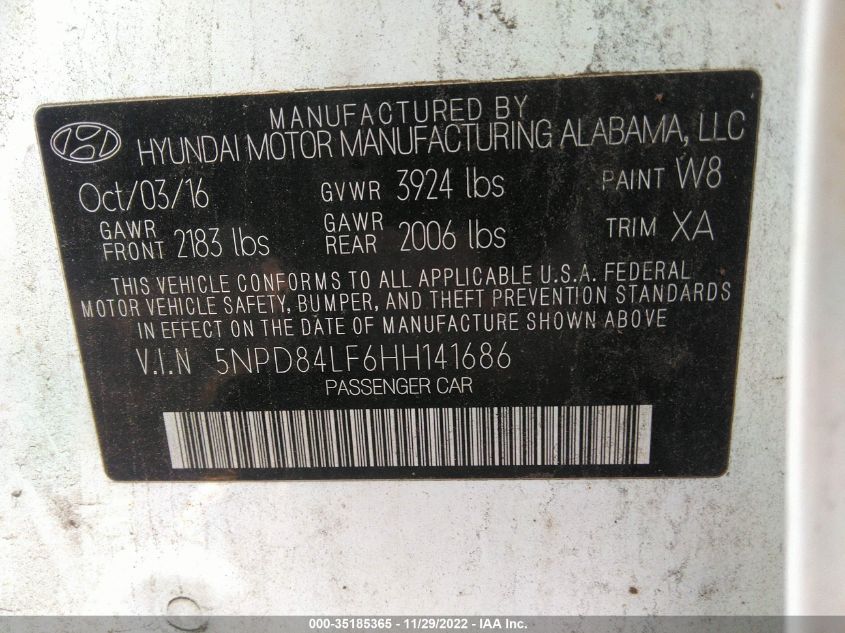 MANUFACTURED BY
HYUNDAI MOTOR MANUFACTURING ALABAMA, LLC
Oct/03/16 GVWR 3924 lbs PAINT W8
GAWR FRONT 2183 lbs GAWR REAR 2006 lbs TRIM XA
THIS VEHICLE CONFORMS TO ALL APPLICABLE U.S.A. FEDERAL
MOTOR VEHICLE SAFETY, BUMPER, AND THEFT PREVENTION STANDARDS
IN EFFECT ON THE DATE OF MANUFACTURE SHOWN ABOVE
V.I.N 5NPD84LF6HH141686
PASSENGER CAR
000-35185365 - 11/29/2022 - IAA Inc.